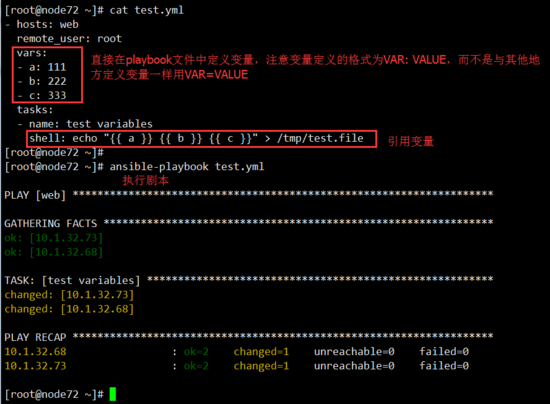 [root@node72 ~]# cat test.yml
- hosts: web
  remote_user: root
  vars:
  - a: 111
  - b: 222
  - c: 333
直接在playbook文件中定义变量，注意变量定义的格式为VAR: VALUE，而不是与其他地
方定义变量一样用VAR=VALUE
  tasks:
  - name: test variables
    shell: echo "{{ a }} {{ b }} {{ c }}" > /tmp/test.file
引用变量
[root@node72 ~]#
[root@node72 ~]# ansible-playbook test.yml
执行剧本
PLAY [web] *********************************************************************
GATHERING FACTS ****************************************************************
ok: [10.1.32.73]
ok: [10.1.32.68]
TASK: [test variables] *********************************************************
changed: [10.1.32.73]
changed: [10.1.32.68]
PLAY RECAP *********************************************************************
10.1.32.68                 : ok=2    changed=1    unreachable=0    failed=0
10.1.32.73                 : ok=2    changed=1    unreachable=0    failed=0
[root@node72 ~]#